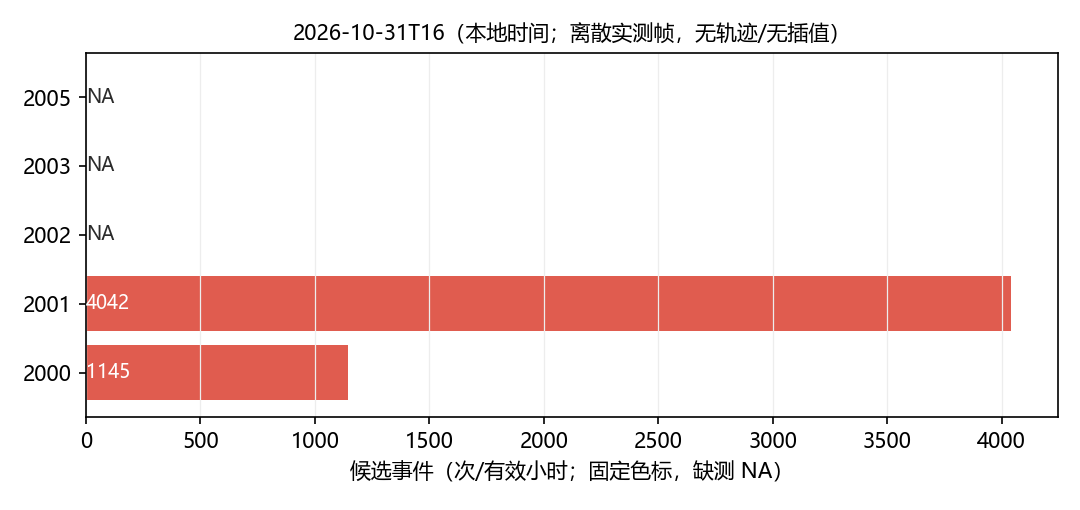 2026-10-31T16（本地时间；离散实测帧，无轨迹/无插值）
2005 NA
2003 NA
2002 NA
2001 4042
2000 1145
0 500 1000 1500 2000 2500 3000 3500 4000
候选事件（次/有效小时；固定色标，缺测 NA）